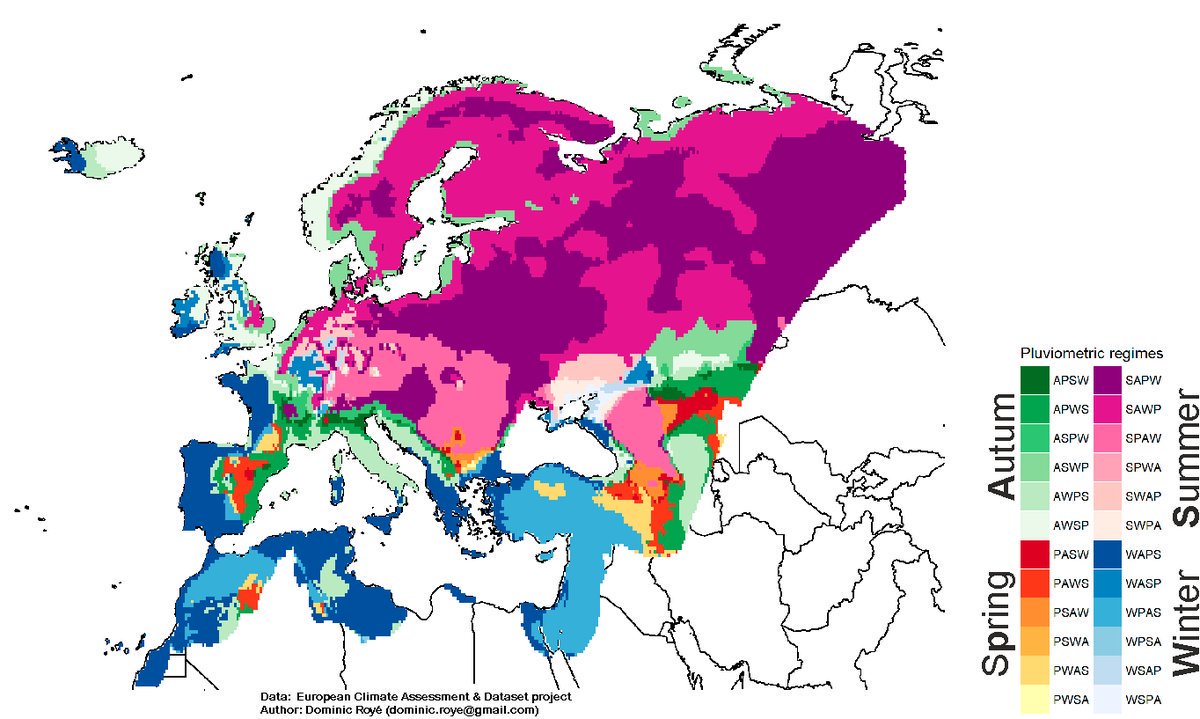 Pluviometric regimes
Autumn
APSW
APWS
ASPW
ASWP
AWPS
AWSP
Summer
SAPW
SAWP
SPAW
SPWA
SWAP
SWPA
Spring
PASW
PAWS
PSAW
PSWA
PWAS
PWSA
Winter
WAPS
WASP
WPAS
WPSA
WSAP
WSPA
Data: European Climate Assessment & Dataset project
Author: Dominic Royé (dominic.roye@gmail.com)